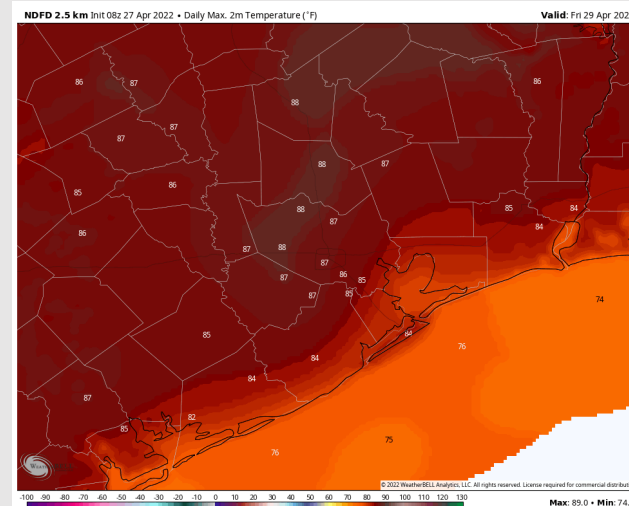 NDFD 2.5 km Init 08z 27 Apr 2022 • Daily Max. 2m Temperature (°F)
Valid: Fri 29 Apr 202
86 87 86
88
87 87
88 87
86
85
88 85 84
87 84
86
87 88
87
87 86 85
87 85
74
85 84 76
84
84
87
82
85
75
76
© 2022 WeatherBELL Analytics, LLC. All rights reserved. License required for commercial distribut
-100 -90 -80 -70 -60 -50 -40 -30 -20 -10 0 10 20 30 40 50 60 70 80 90 100 110 120 130
Max: 89.0 • Min: 74.